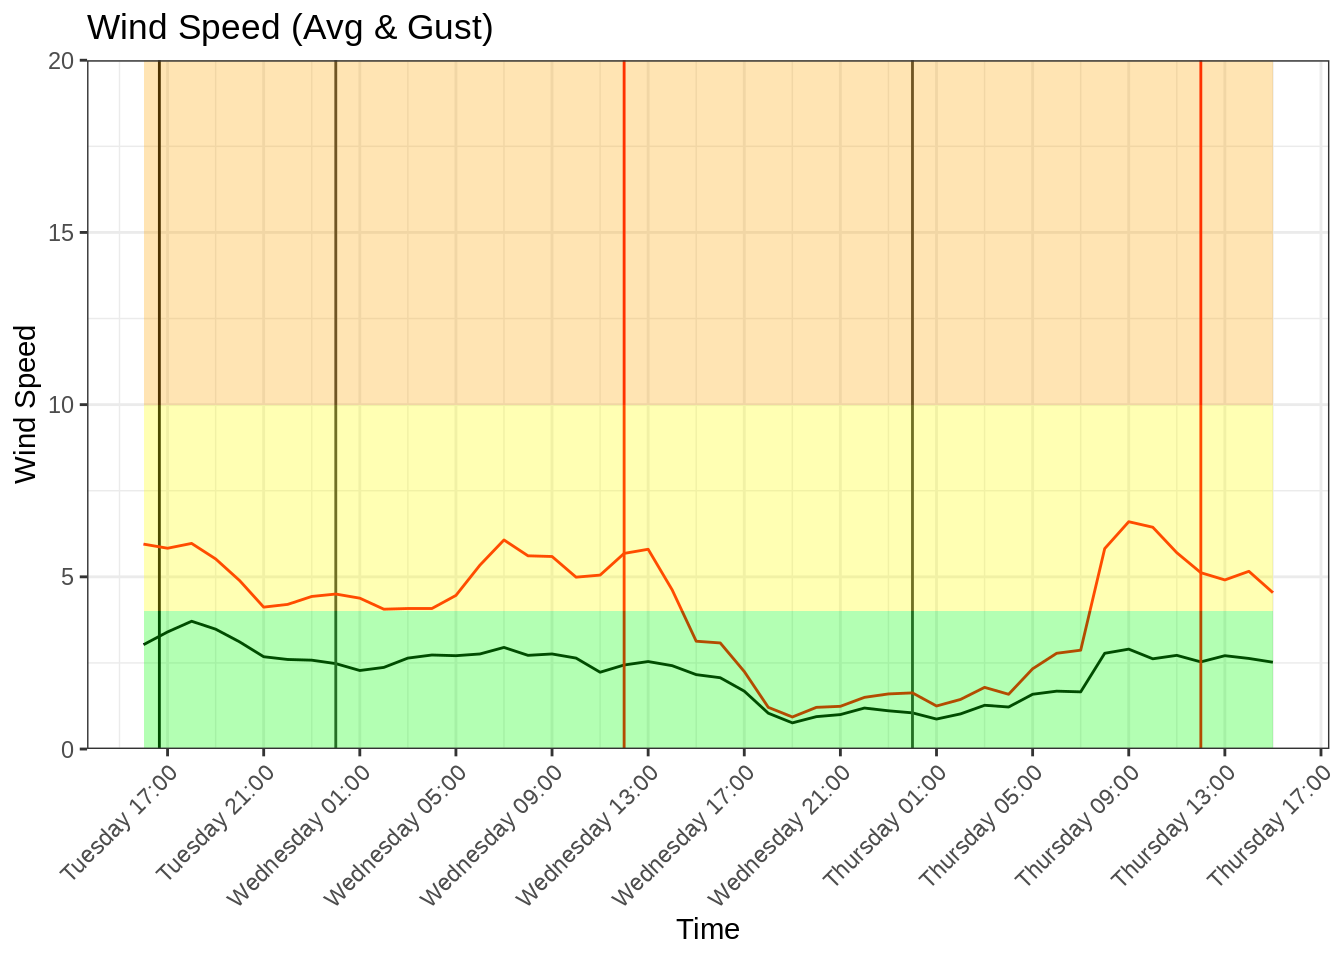 Wind Speed (Avg & Gust)
20
15
10
5
0
Wind Speed
Tuesday 17:00
Tuesday 21:00
Wednesday 01:00
Wednesday 05:00
Wednesday 09:00
Wednesday 13:00
Wednesday 17:00
Wednesday 21:00
Thursday 01:00
Thursday 05:00
Thursday 09:00
Thursday 13:00
Thursday 17:00
Time